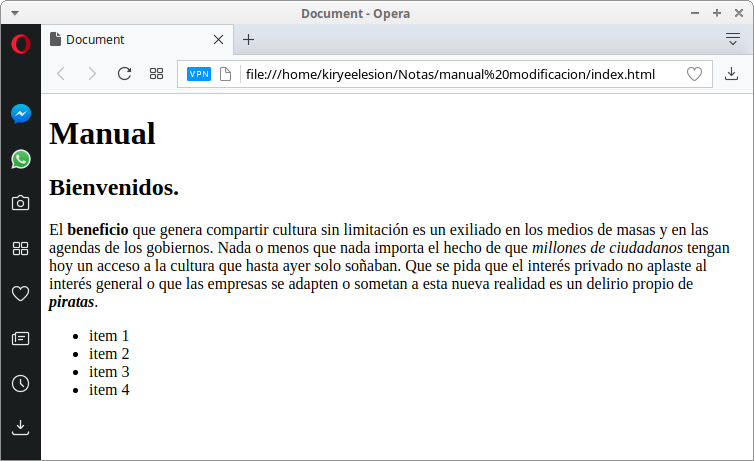 Document - Opera
Document
VPN
file:///home/kiryeelesion/Notas/manual%20modificacion/index.html
Manual
Bienvenidos.
El beneficio que genera compartir cultura sin limitación es un exiliado en los medios de masas y en las
agendas de los gobiernos. Nada o menos que nada importa el hecho de que millones de ciudadanos tengan
hoy un acceso a la cultura que hasta ayer solo soñaban. Que se pida que el interés privado no aplaste al
interés general o que las empresas se adapten o sometan a esta nueva realidad es un delirio propio de
piratas.
item 1
item 2
item 3
item 4